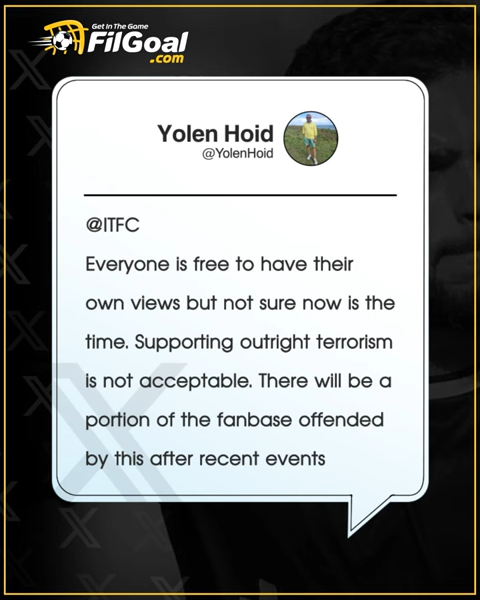 Get In The Game
FilGoal
.com
Yolen Hoid
@YolenHoid
@ITFC
Everyone is free to have their
own views but not sure now is the
time. Supporting outright terrorism
is not acceptable. There will be a
portion of the fanbase offended
by this after recent events